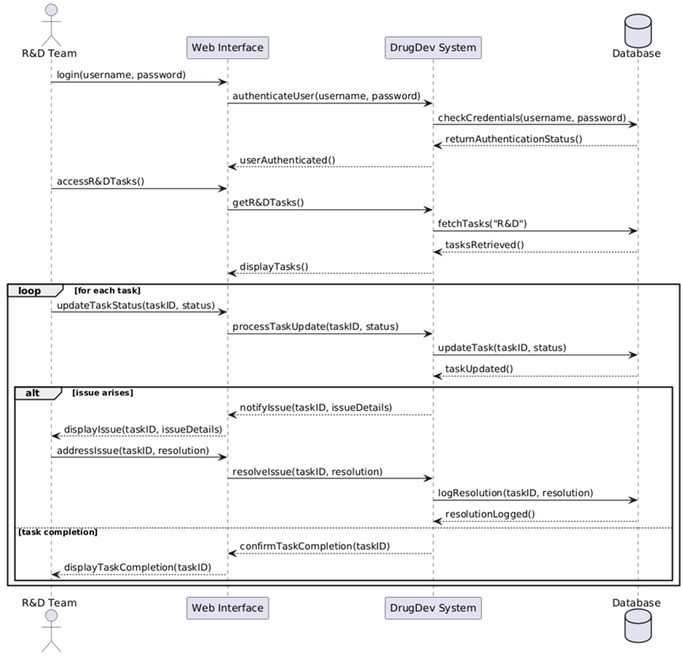 R&D Team
Web Interface
DrugDev System
Database
login(username, password)
authenticateUser(username, password)
checkCredentials(username, password)
returnAuthenticationStatus()
userAuthenticated()
accessR&DTasks()
getR&DTasks()
fetchTasks("R&D")
tasksRetrieved()
displayTasks()
loop [for each task]
updateTaskStatus(taskID, status)
processTaskUpdate(taskID, status)
updateTask(taskID, status)
taskUpdated()
alt [issue arises]
notifyIssue(taskID, issueDetails)
displayIssue(taskID, issueDetails)
addressIssue(taskID, resolution)
resolveIssue(taskID, resolution)
logResolution(taskID, resolution)
resolutionLogged()
[task completion]
confirmTaskCompletion(taskID)
displayTaskCompletion(taskID)
R&D Team
Web Interface
DrugDev System
Database